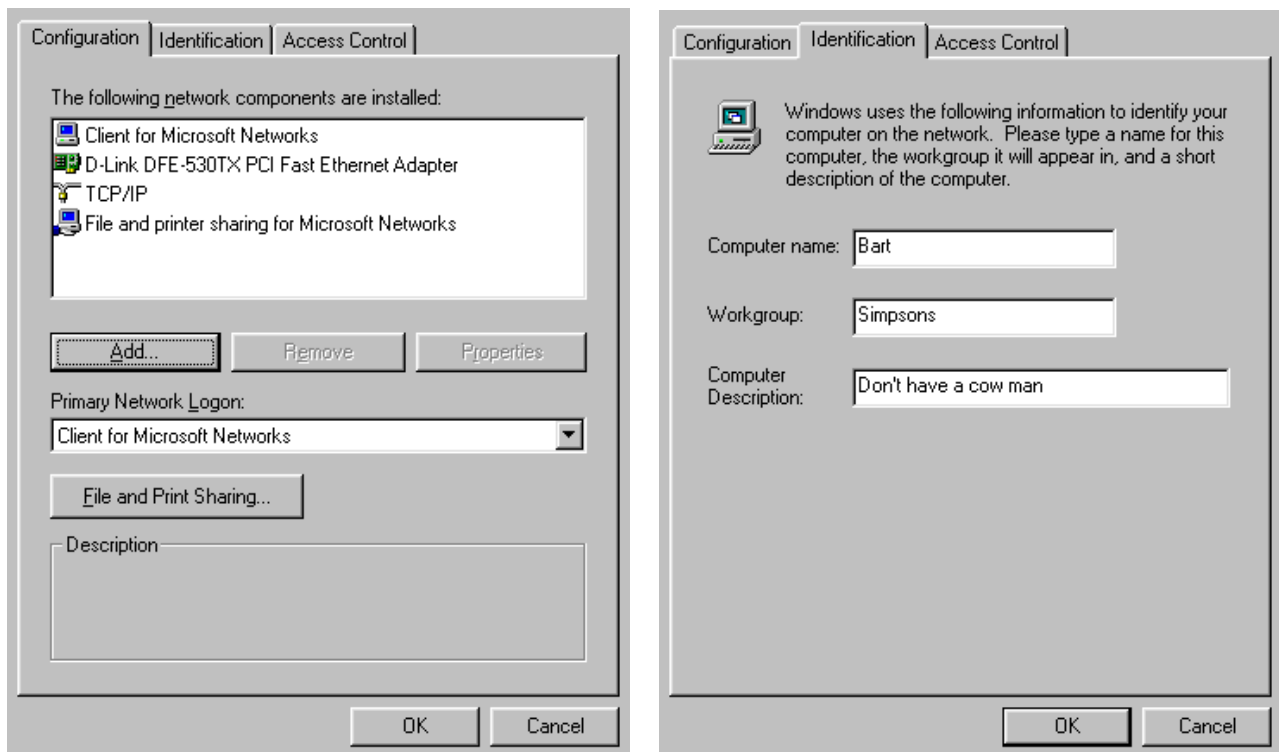 Configuration Identification Access Control
The following network components are installed:
Client for Microsoft Networks
D-Link DFE-530TX PCI Fast Ethernet Adapter
TCP/IP
File and printer sharing for Microsoft Networks
Add... Remove Properties
Primary Network Logon:
Client for Microsoft Networks
File and Print Sharing...
Description
OK Cancel
Configuration Identification Access Control
Windows uses the following information to identify your
computer on the network. Please type a name for this
computer, the workgroup it will appear in, and a short
description of the computer.
Computer name: Bart
Workgroup: Simpsons
Computer
Description: Don't have a cow man
OK Cancel